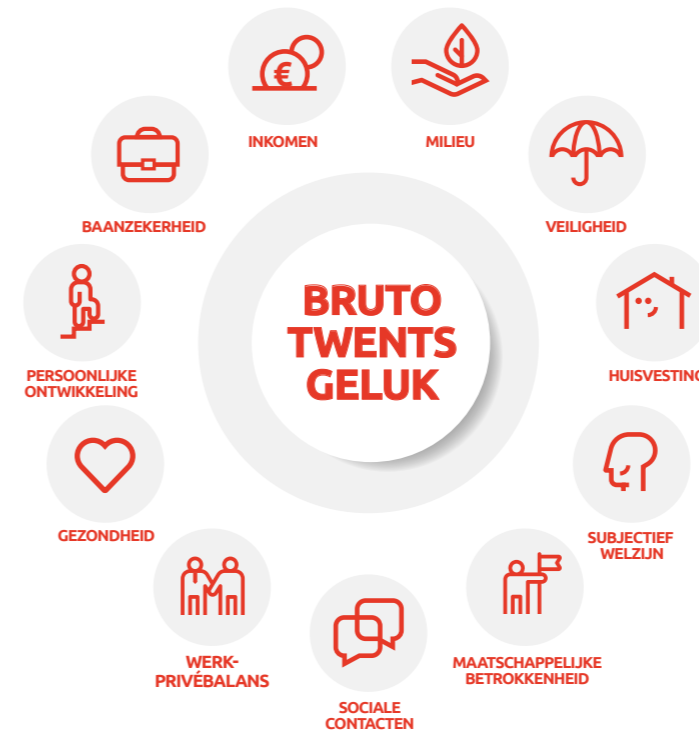 INKOMEN
MILIEU
VEILIGHEID
HUISVESTING
SUBJECTIEF
WELZIJN
MAATSCHAPPELIJKE
BETROKKENHEID
SOCIALE
CONTACTEN
WERK-
PRIVÉBALANS
GEZONDHEID
PERSOONLIJKE
ONTWIKKELING
BAANZEKERHEID
BRUTO
TWENTS
GELUK
€